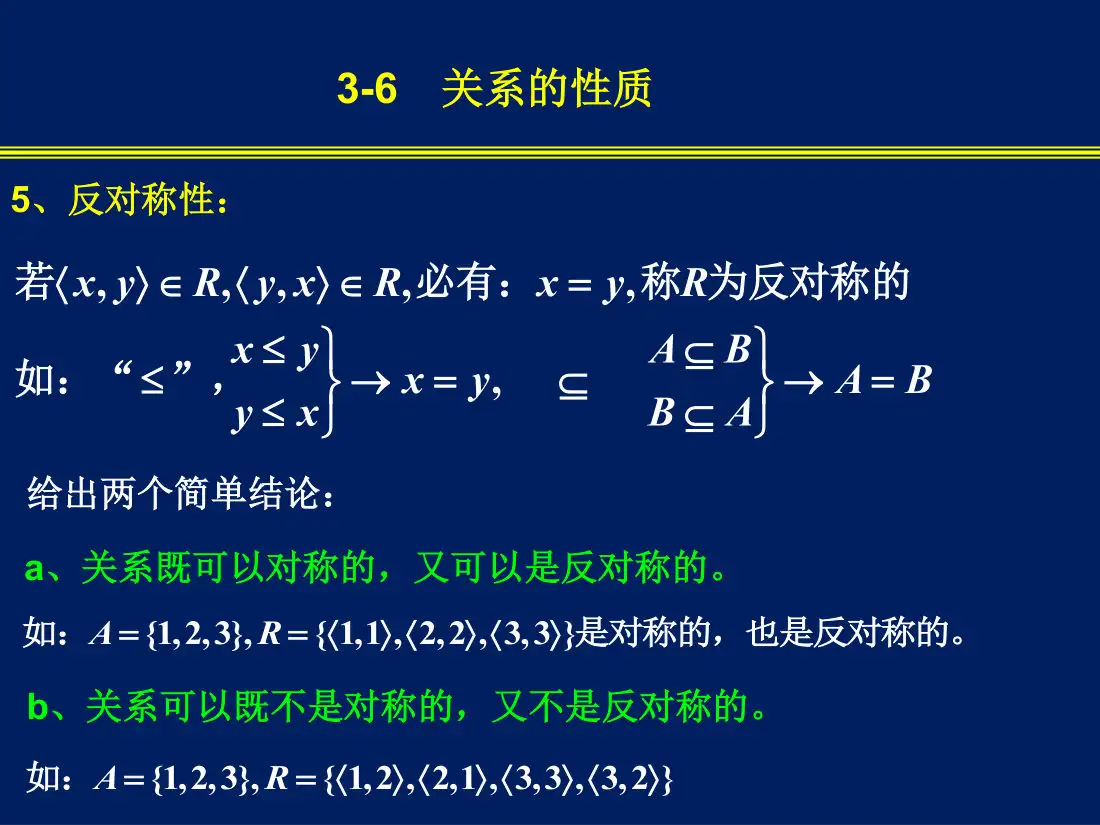 3-6 关系的性质
5、反对称性：
若⟨x, y⟩∈R,⟨y, x⟩∈R,必有：x = y,称R为反对称的
如：“≤”, x ≤ y y ≤ x } → x = y, ⊆ A ⊆ B B ⊆ A } → A = B
给出两个简单结论：
a、关系既可以对称的，又可以是反对称的。
如：A = {1, 2, 3}, R = {⟨1,1⟩,⟨2, 2⟩,⟨3, 3⟩}是对称的，也是反对称的。
b、关系可以既不是对称的，又不是反对称的。
如：A = {1, 2, 3}, R = {⟨1, 2⟩,⟨2,1⟩,⟨3, 3⟩,⟨3, 2⟩}